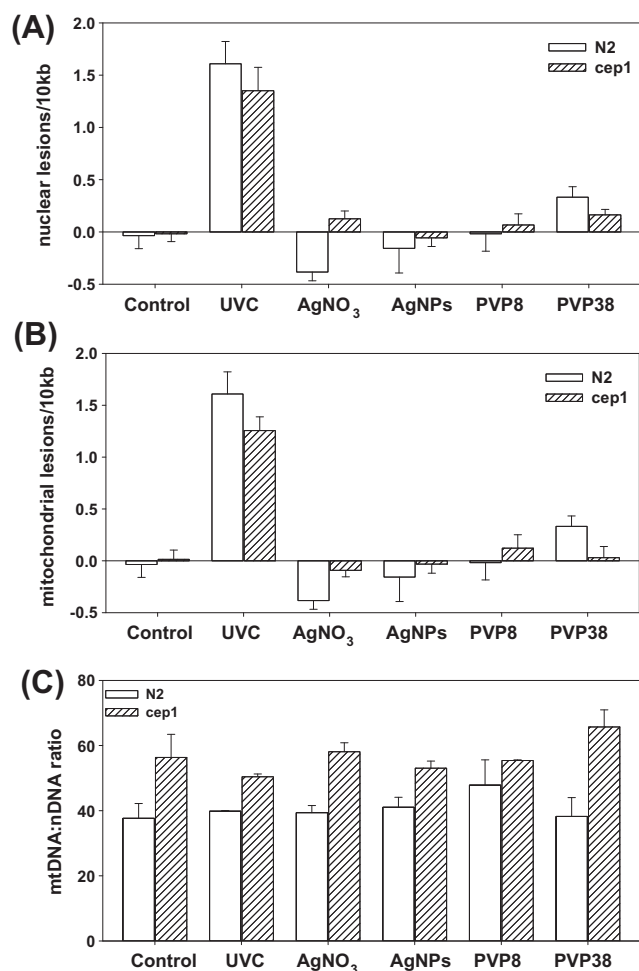 (A)
2.0
1.5
1.0
0.5
0.0
-0.5
nuclear lesions/10kb
N2
cep1
Control UVC AgNO3 AgNPs PVP8 PVP38
(B)
2.0
1.5
1.0
0.5
0.0
-0.5
mitochondrial lesions/10kb
N2
cep1
Control UVC AgNO3 AgNPs PVP8 PVP38
(C)
80
60
40
20
0
mtDNA:nDNA ratio
N2
cep1
Control UVC AgNO3 AgNPs PVP8 PVP38